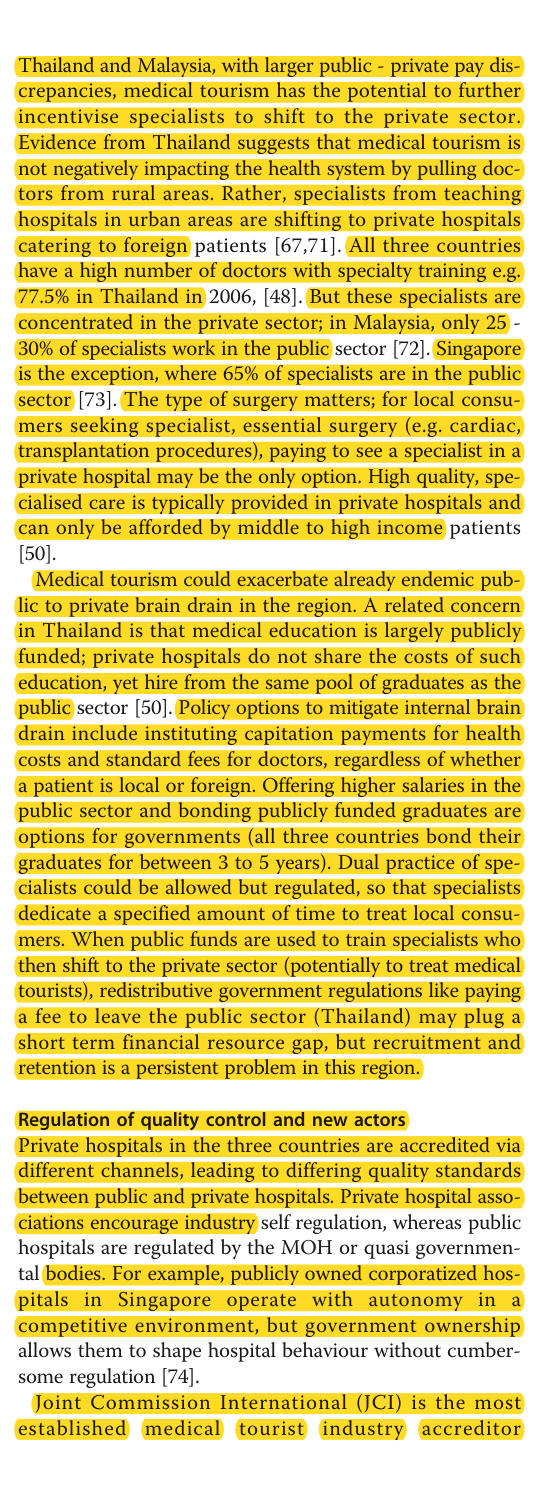 Thailand and Malaysia, with larger public - private pay dis-
crepancies, medical tourism has the potential to further
incentivise specialists to shift to the private sector.
Evidence from Thailand suggests that medical tourism is
not negatively impacting the health system by pulling doc-
tors from rural areas. Rather, specialists from teaching
hospitals in urban areas are shifting to private hospitals
catering to foreign patients [67,71]. All three countries
have a high number of doctors with specialty training e.g.
77.5% in Thailand in 2006, [48]. But these specialists are
concentrated in the private sector; in Malaysia, only 25 -
30% of specialists work in the public sector [72]. Singapore
is the exception, where 65% of specialists are in the public
sector [73]. The type of surgery matters; for local consu-
mers seeking specialist, essential surgery (e.g. cardiac,
transplantation procedures), paying to see a specialist in a
private hospital may be the only option. High quality, spe-
cialised care is typically provided in private hospitals and
can only be afforded by middle to high income patients
[50].
Medical tourism could exacerbate already endemic pub-
lic to private brain drain in the region. A related concern
in Thailand is that medical education is largely publicly
funded; private hospitals do not share the costs of such
education, yet hire from the same pool of graduates as the
public sector [50]. Policy options to mitigate internal brain
drain include instituting capitation payments for health
costs and standard fees for doctors, regardless of whether
a patient is local or foreign. Offering higher salaries in the
public sector and bonding publicly funded graduates are
options for governments (all three countries bond their
graduates for between 3 to 5 years). Dual practice of spe-
cialists could be allowed but regulated, so that specialists
dedicate a specified amount of time to treat local consu-
mers. When public funds are used to train specialists who
then shift to the private sector (potentially to treat medical
tourists), redistributive government regulations like paying
a fee to leave the public sector (Thailand) may plug a
short term financial resource gap, but recruitment and
retention is a persistent problem in this region.
Regulation of quality control and new actors
Private hospitals in the three countries are accredited via
different channels, leading to differing quality standards
between public and private hospitals. Private hospital asso-
ciations encourage industry self regulation, whereas public
hospitals are regulated by the MOH or quasi governmen-
tal bodies. For example, publicly owned corporatized hos-
pitals in Singapore operate with autonomy in a
competitive environment, but government ownership
allows them to shape hospital behaviour without cumber-
some regulation [74].
Joint Commission International (JCI) is the most
established medical tourist industry accreditor